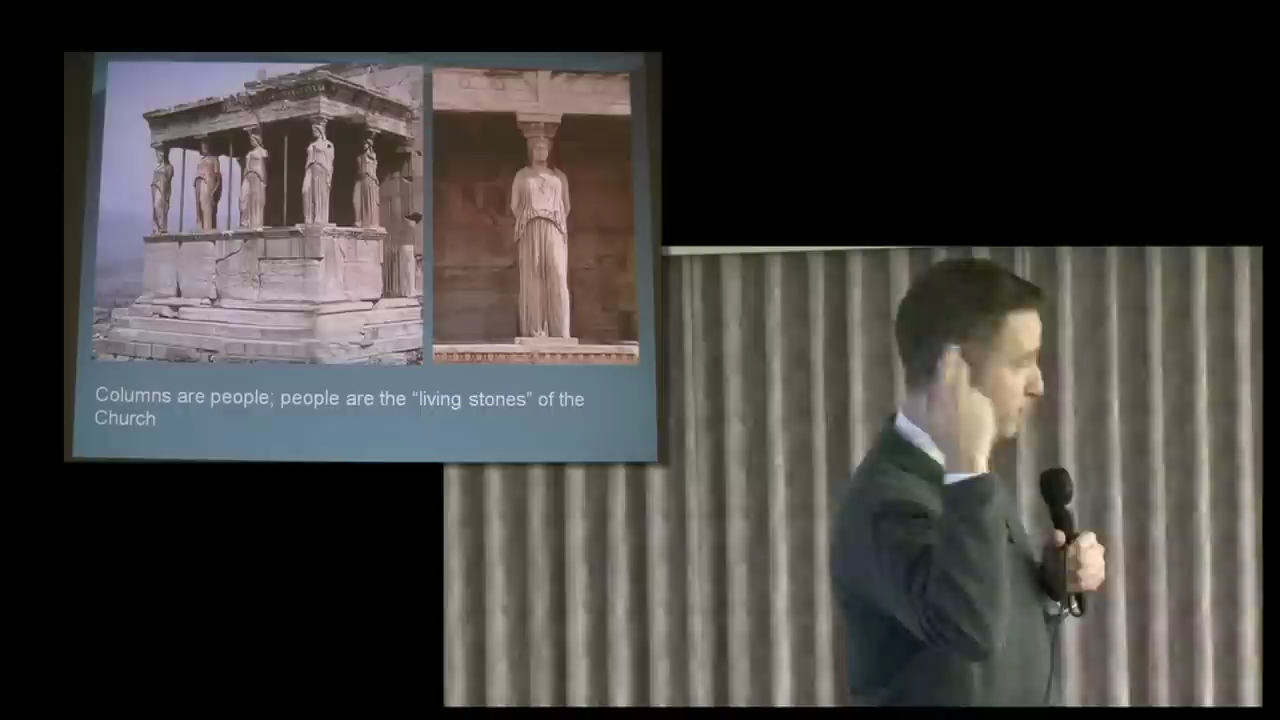 Columns are people; people are the “living stones” of the
Church